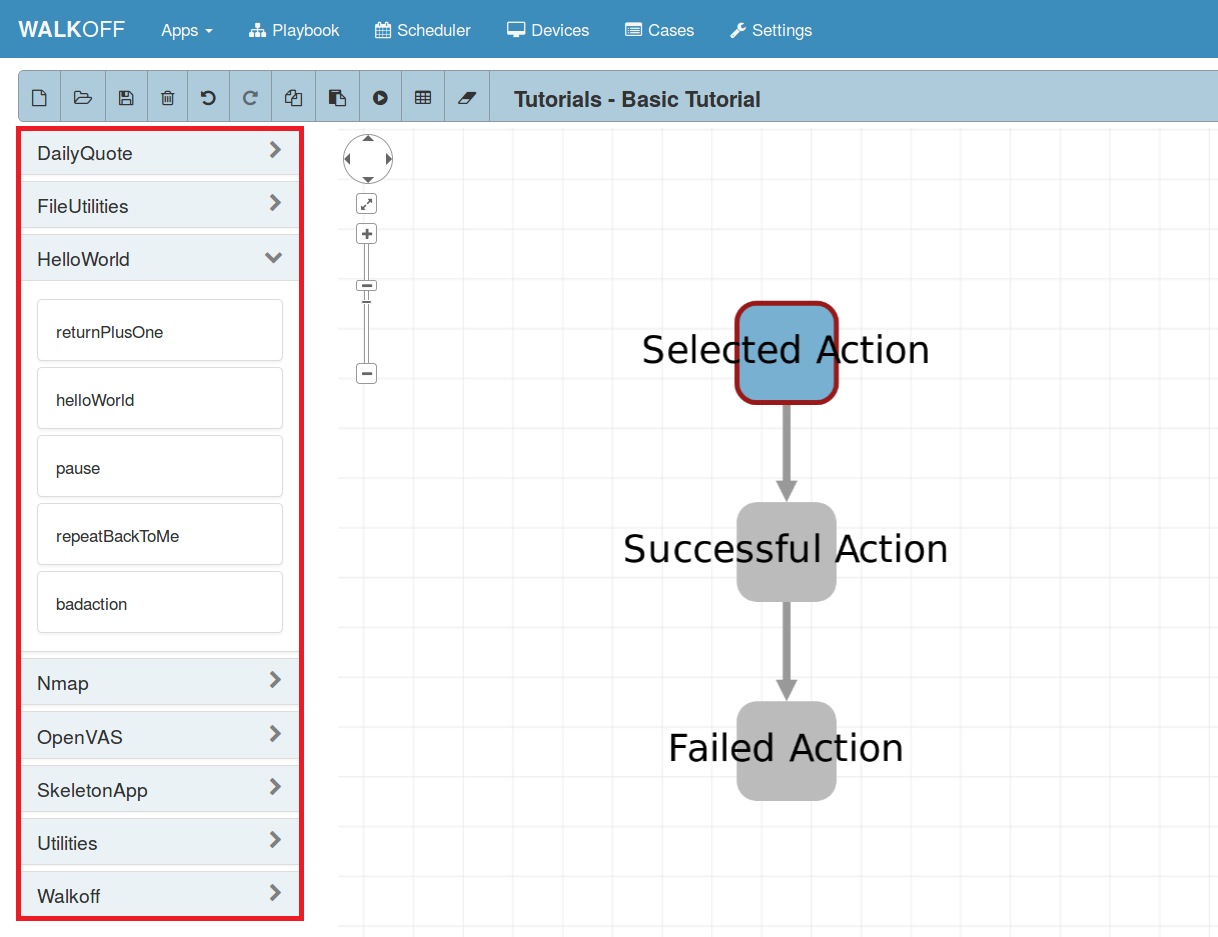 WALKOFF Apps Playbook Scheduler Devices Cases Settings
Tutorials - Basic Tutorial
DailyQuote
FileUtilities
HelloWorld
returnPlusOne
helloWorld
pause
repeatBackToMe
badaction
Nmap
OpenVAS
SkeletonApp
Utilities
Walkoff
Selected Action
Successful Action
Failed Action